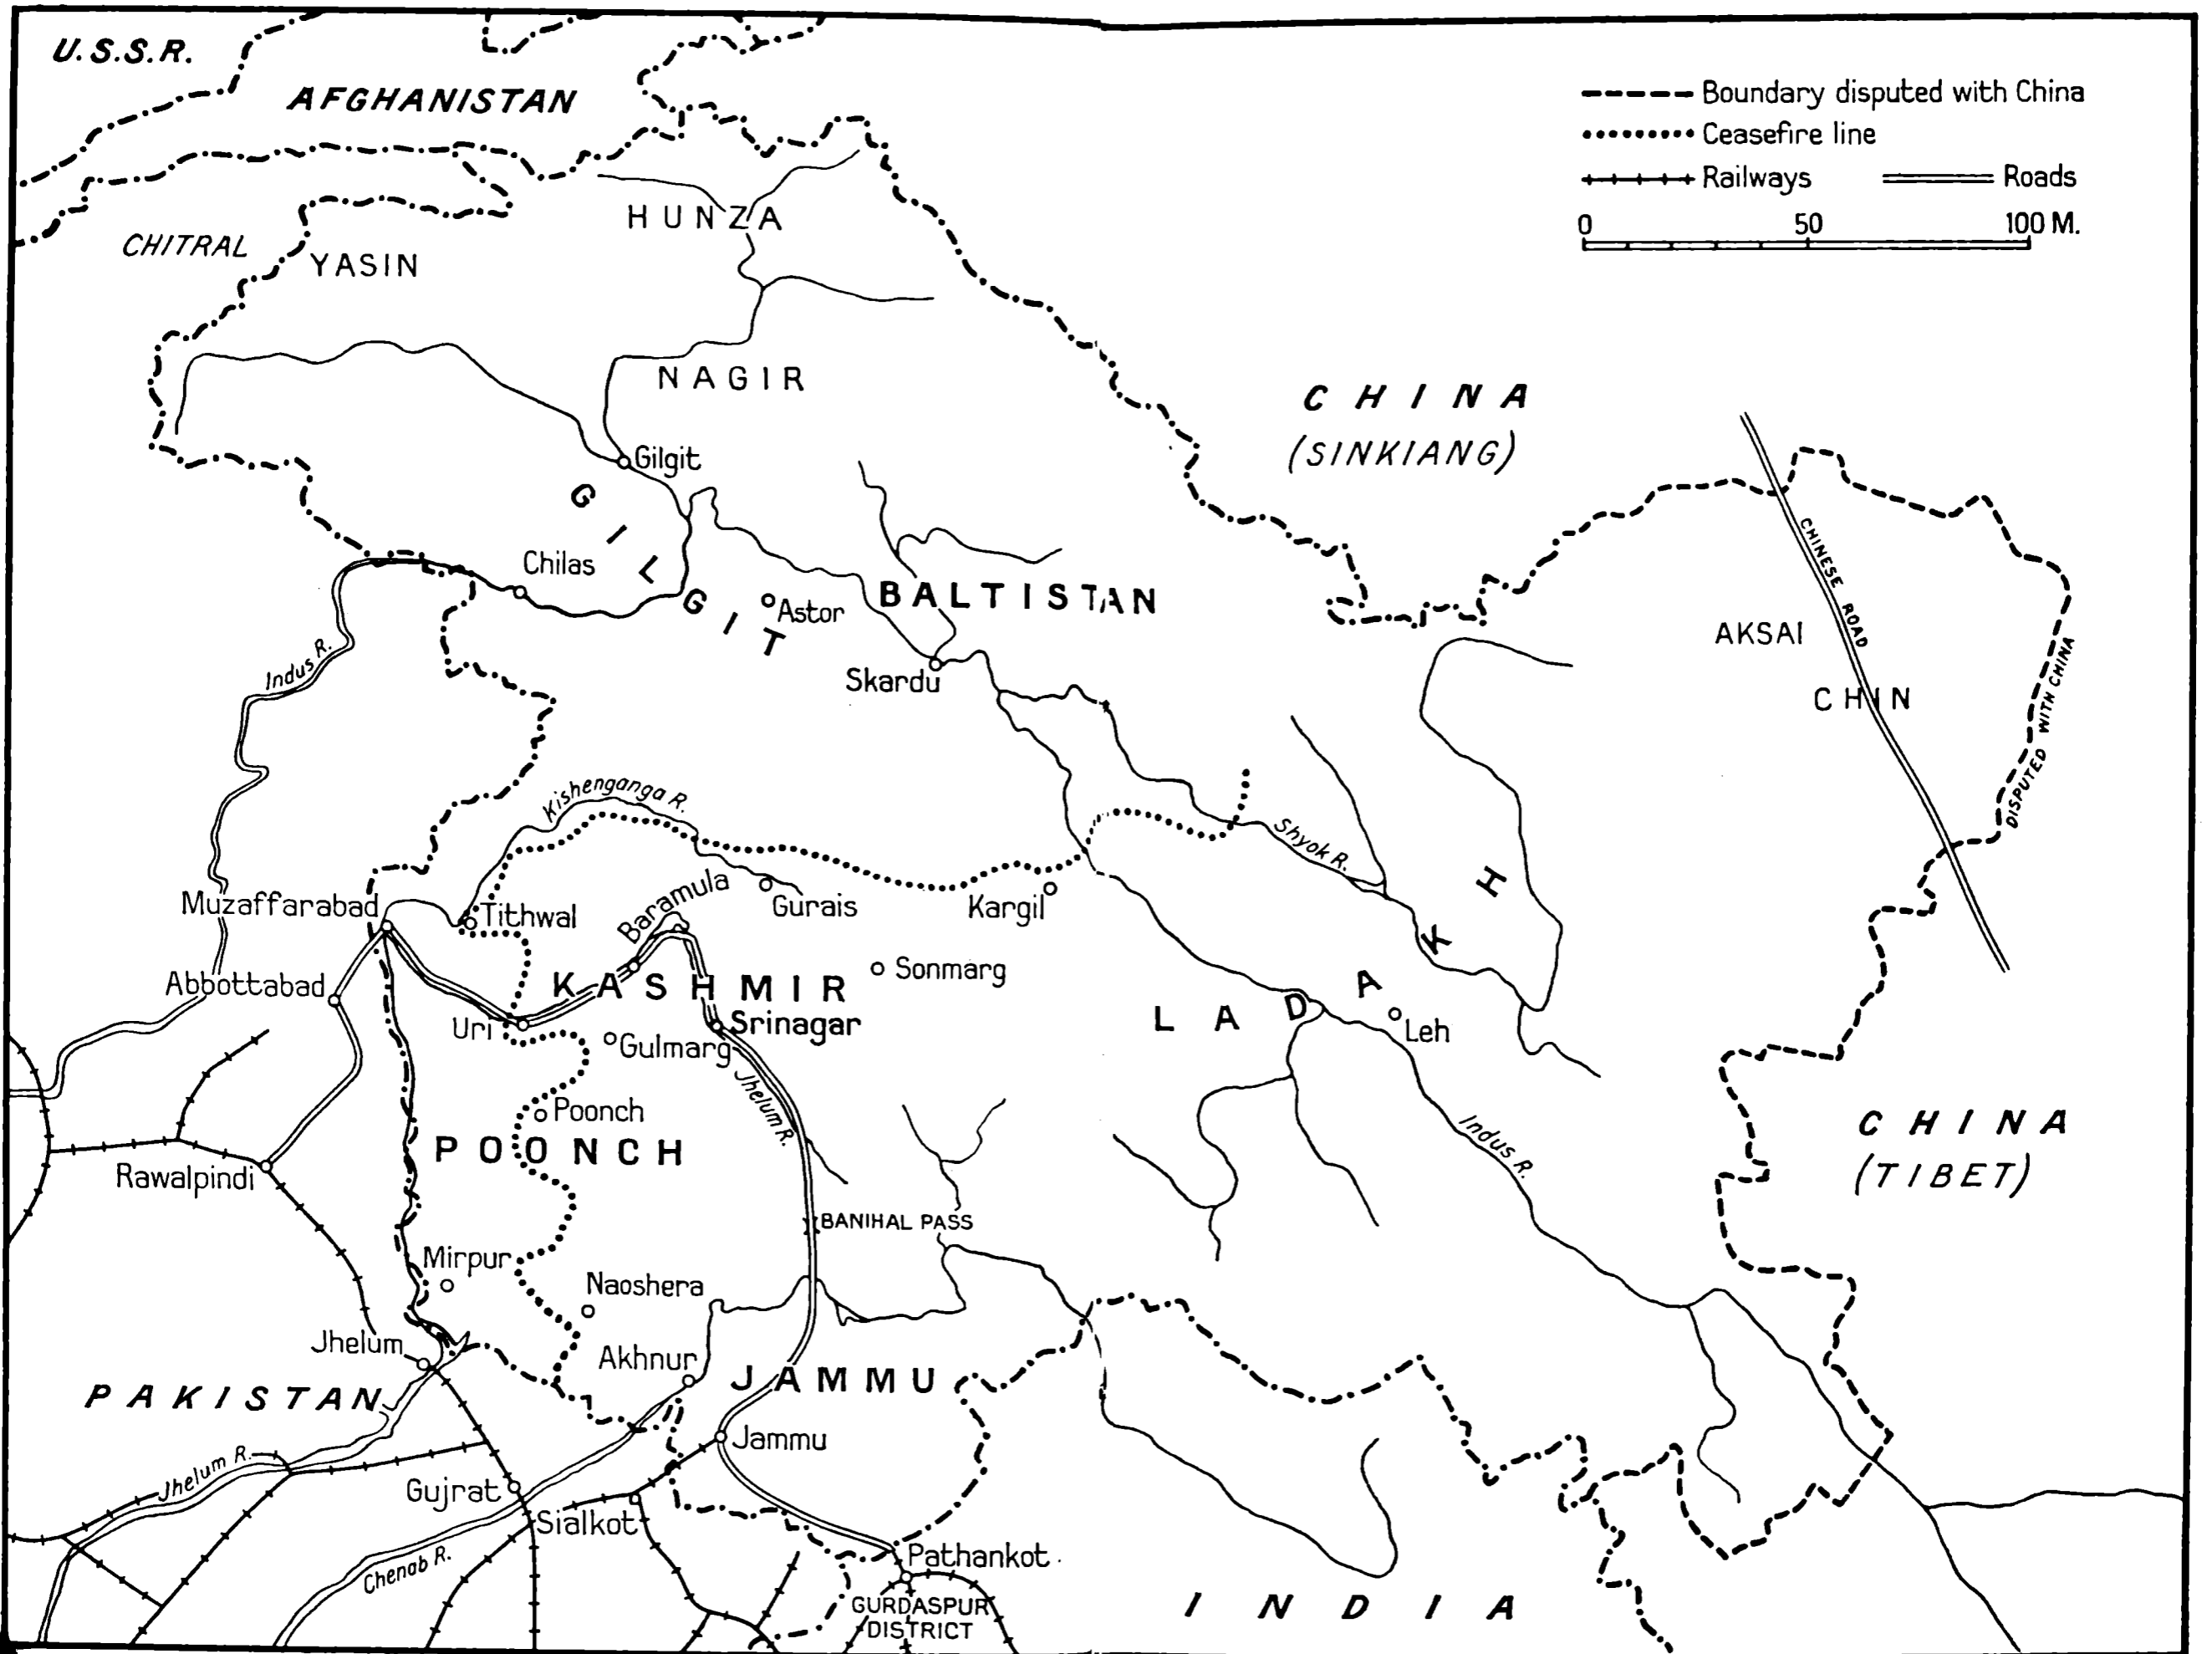 U.S.S.R.
AFGHANISTAN
Boundary disputed with China
Ceasefire line
Railways
Roads
0 50 100 M.
HUNZA
CHITRAL
YASIN
NAGIR
CHINA
(SINKIANG)
Gilgit
GILGIT
Chilas
Astor
BALTISTAN
Skardu
CHINESE ROAD
AKSAI
CHIN
DISPUTED WITH CHINA
Indus R.
Kishenganga R.
Shyok R.
Muzaffarabad
Tithwal
Baramula
Gurais
Kargil
Abbottabad
KASHMIR
Sonmarg
Uri
Srinagar
Gulmarg
LADAKH
Leh
Jhelum R.
Poonch
POONCH
Indus R.
CHINA
(TIBET)
Rawalpindi
BANIHAL PASS
Mirpur
Naoshera
Jhelum
Akhnur
JAMMU
PAKISTAN
Jammu
Jhelum R.
Gujrat
Sialkot
Chenab R.
Pathankot
GURDASPUR
DISTRICT
INDIA